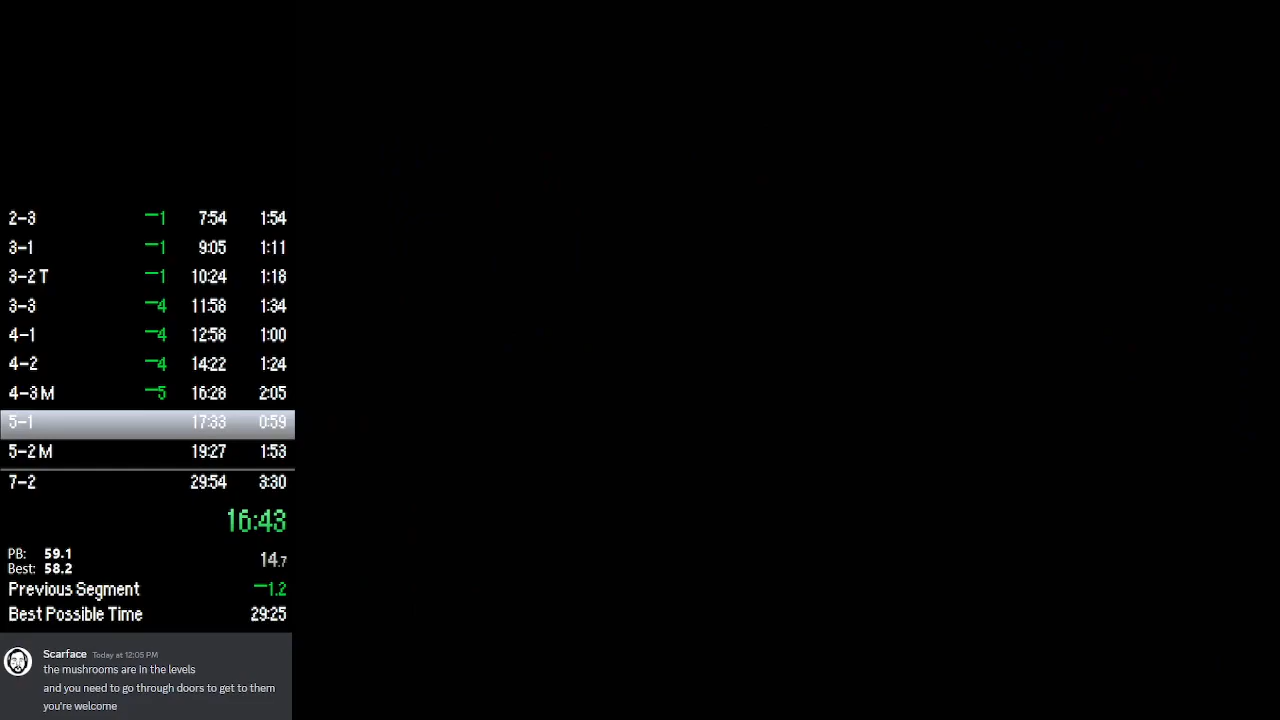 2-3 −1 7:54 1:54
3-1 −1 9:05 1:11
3-2 T −1 10:24 1:18
3-3 −4 11:58 1:34
4-1 −4 12:58 1:00
4-2 −4 14:22 1:24
4-3 M −5 16:28 2:05
5-1 17:33 0:59
5-2 M 19:27 1:53
7-2 29:54 3:30
16:43
PB: 59.1 14.7
Best: 58.2
Previous Segment −1.2
Best Possible Time 29:25
Scarface Today at 12:05 PM
the mushrooms are in the levels
and you need to go through doors to get to them
you're welcome